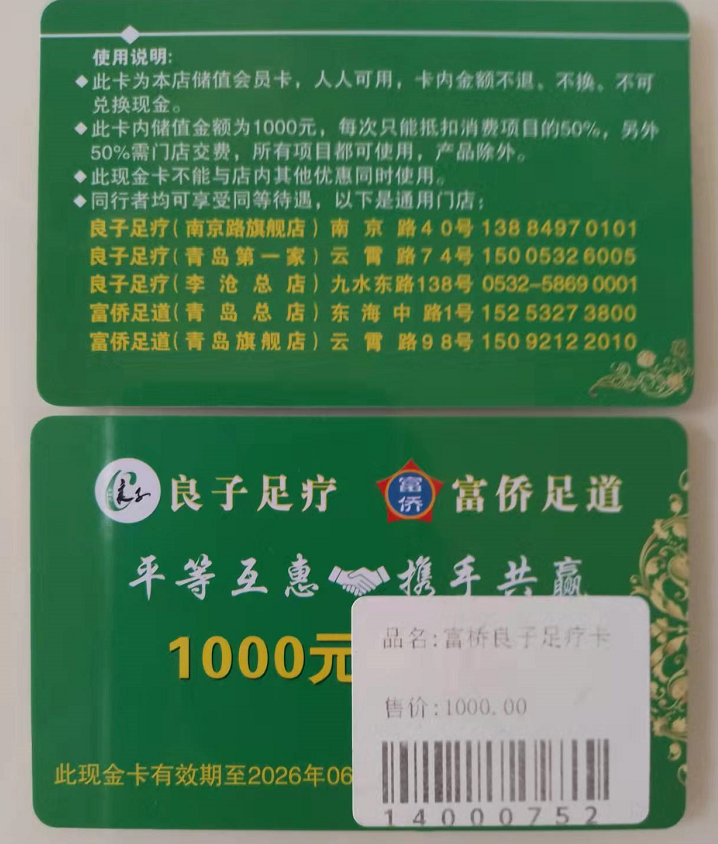 使用说明:
◆此卡为本店储值会员卡，人人可用，卡内金额不退、不换、不可
兑换现金。
◆此卡内储值金额为1000元，每次只能抵扣消费项目的50%，另外
50%需门店交费，所有项目都可使用，产品除外。
◆此现金卡不能与店内其他优惠同时使用。
◆同行者均可享受同等待遇，以下是通用门店：
良子足疗(南京路旗舰店) 南京路40号 138 8497 0101
良子足疗(青岛第一家) 云霄路74号 150 0532 6005
良子足疗(李沧总店) 九水东路138号 0532-5869 0001
富侨足道(青岛总店) 东海中路1号 152 5327 3800
富侨足道(青岛旗舰店) 云霄路98号 150 9212 2010
良子 良子足疗 富侨 富侨足道
平等互惠 携手共赢
1000元
品名:富桥良子足疗卡
售价:1000.00
此现金卡有效期至2026年06
14000752